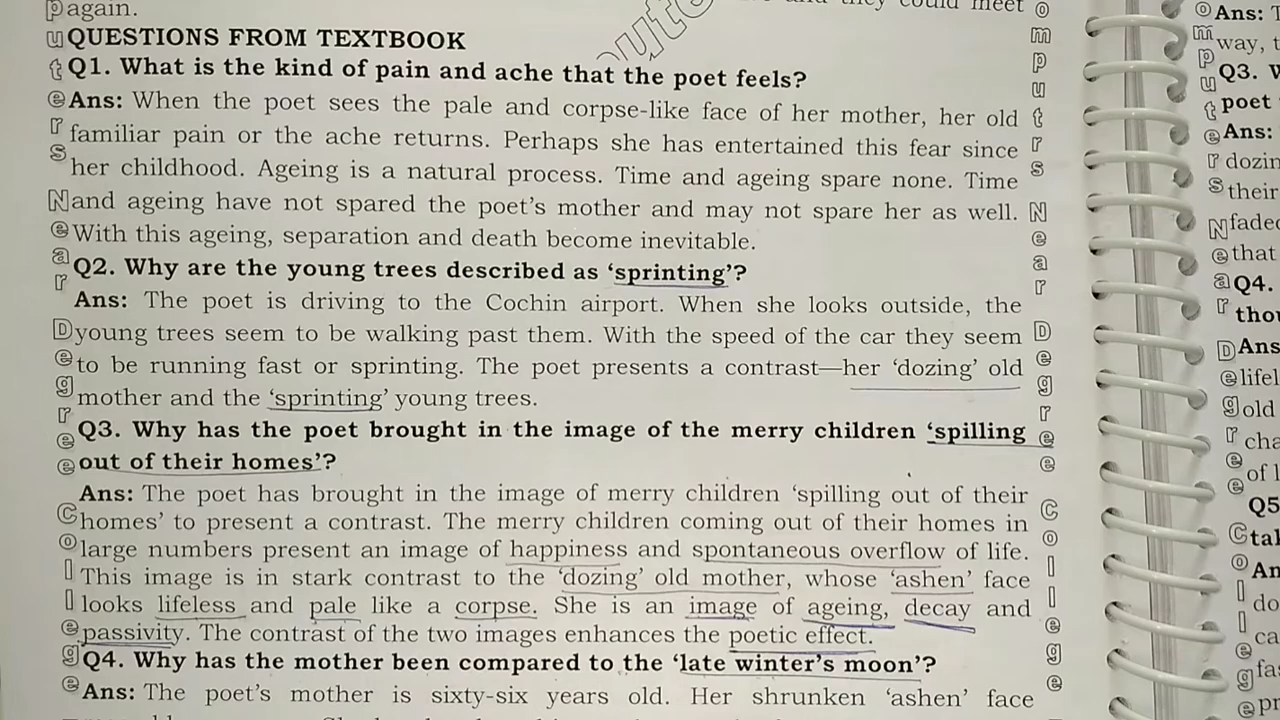 again.
could meet
QUESTIONS FROM TEXTBOOK
Q1. What is the kind of pain and ache that the poet feels?
Ans: When the poet sees the pale and corpse-like face of her mother, her old
familiar pain or the ache returns. Perhaps she has entertained this fear since
her childhood. Ageing is a natural process. Time and ageing spare none. Time
and ageing have not spared the poet's mother and may not spare her as well.
With this ageing, separation and death become inevitable.
Q2. Why are the young trees described as 'sprinting'?
Ans: The poet is driving to the Cochin airport. When she looks outside, the
young trees seem to be walking past them. With the speed of the car they seem
to be running fast or sprinting. The poet presents a contrast—her 'dozing' old
mother and the 'sprinting' young trees.
Q3. Why has the poet brought in the image of the merry children 'spilling
out of their homes'?
Ans: The poet has brought in the image of merry children 'spilling out of their
homes' to present a contrast. The merry children coming out of their homes in
large numbers present an image of happiness and spontaneous overflow of life.
This image is in stark contrast to the 'dozing' old mother, whose 'ashen' face
looks lifeless and pale like a corpse. She is an image of ageing, decay and
passivity. The contrast of the two images enhances the poetic effect.
Q4. Why has the mother been compared to the 'late winter's moon'?
Ans: The poet's mother is sixty-six years old. Her shrunken 'ashen' face
puters Near Degree College
omputrs Near Degree College
Ans:
way,
Q3.
poet
Ans:
their
that
Q4.
Ans
old
of
Q5
omputers Near Degree College